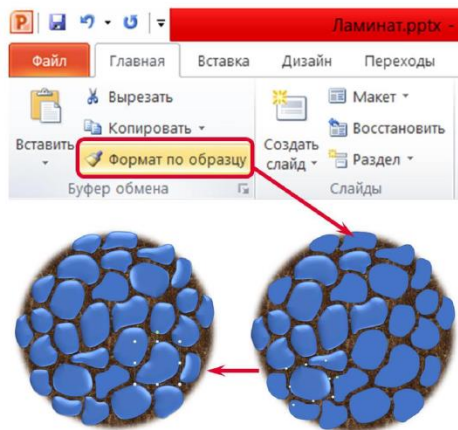 Ламинат.pptx -
Файл Главная Вставка Дизайн Переходы
Вырезать
Копировать
Формат по образцу
Вставить
Буфер обмена
Создать
слайд
Макет
Восстановить
Раздел
Слайды